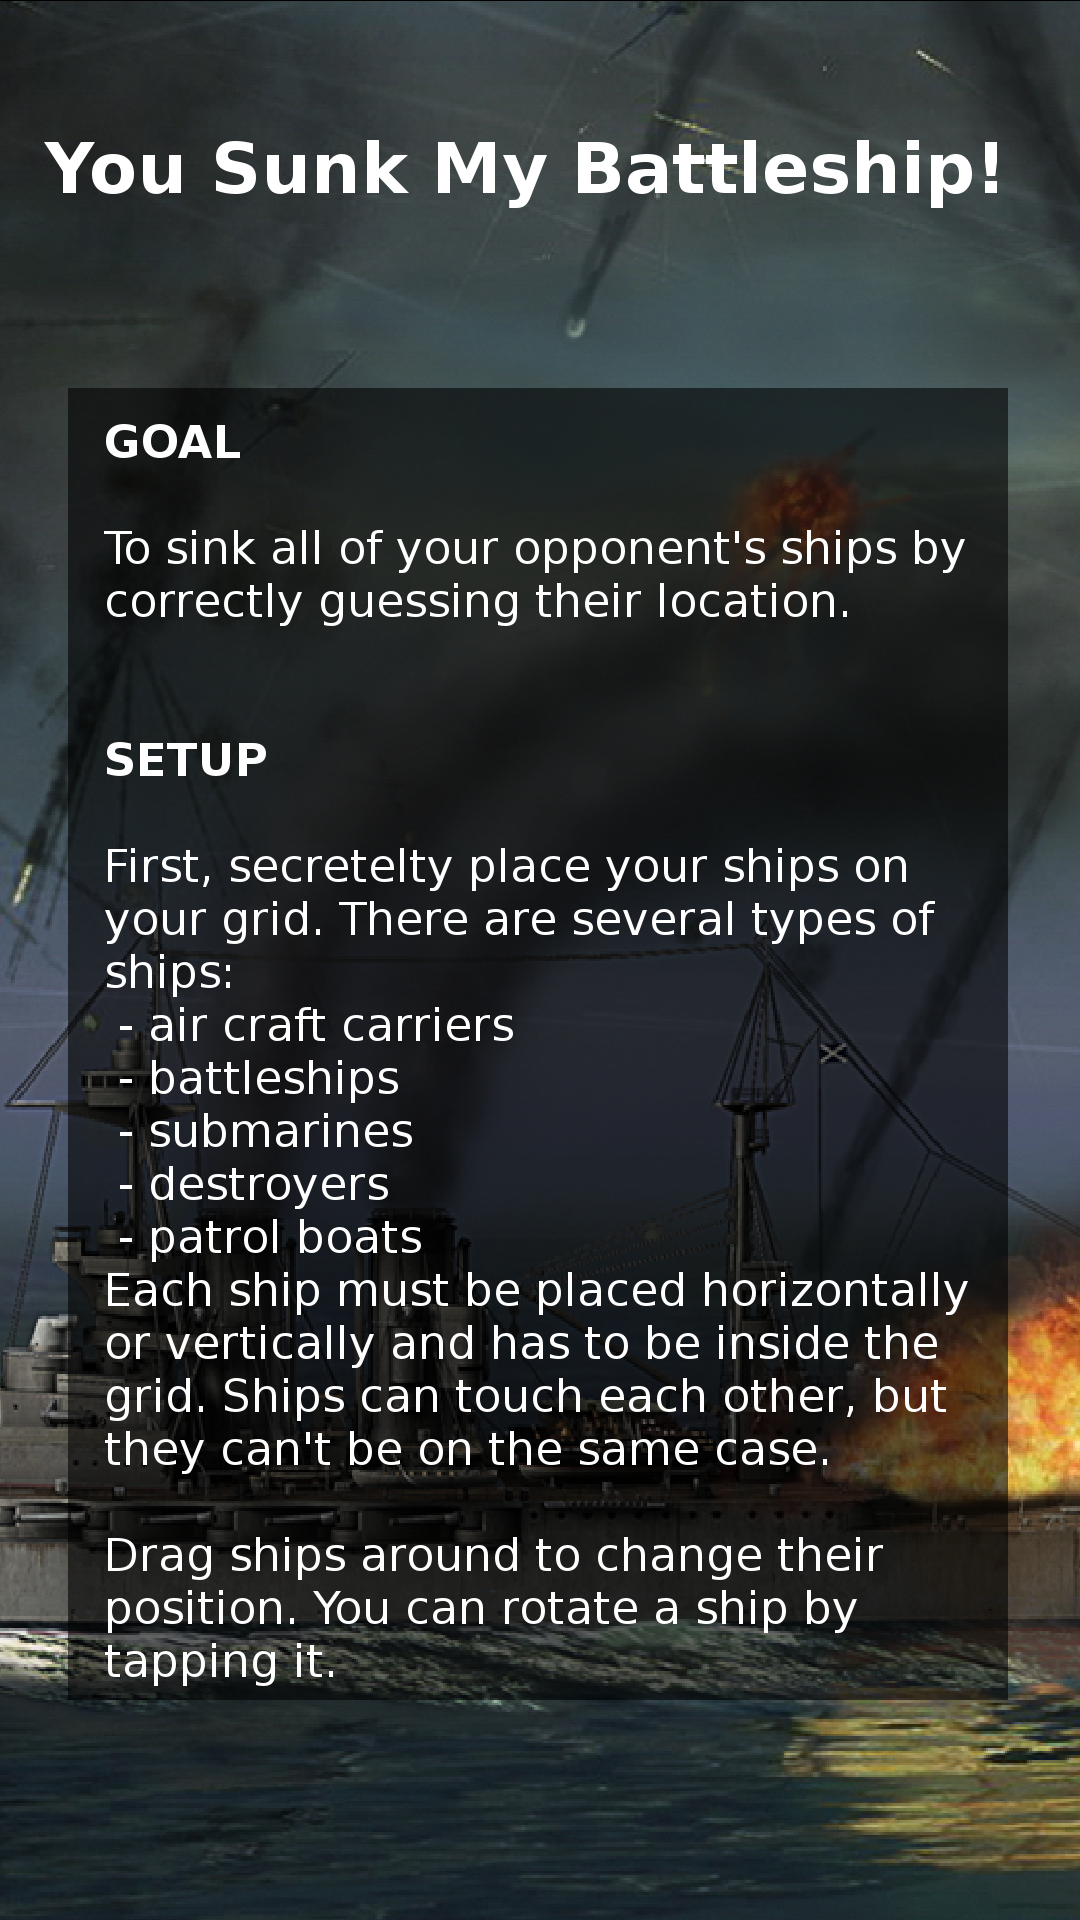 You Sunk My Battleship!
GOAL
To sink all of your opponent's ships by
correctly guessing their location.
SETUP
First, secretelty place your ships on
your grid. There are several types of
ships:
- air craft carriers
- battleships
- submarines
- destroyers
- patrol boats
Each ship must be placed horizontally
or vertically and has to be inside the
grid. Ships can touch each other, but
they can't be on the same case.
Drag ships around to change their
position. You can rotate a ship by
tapping it.